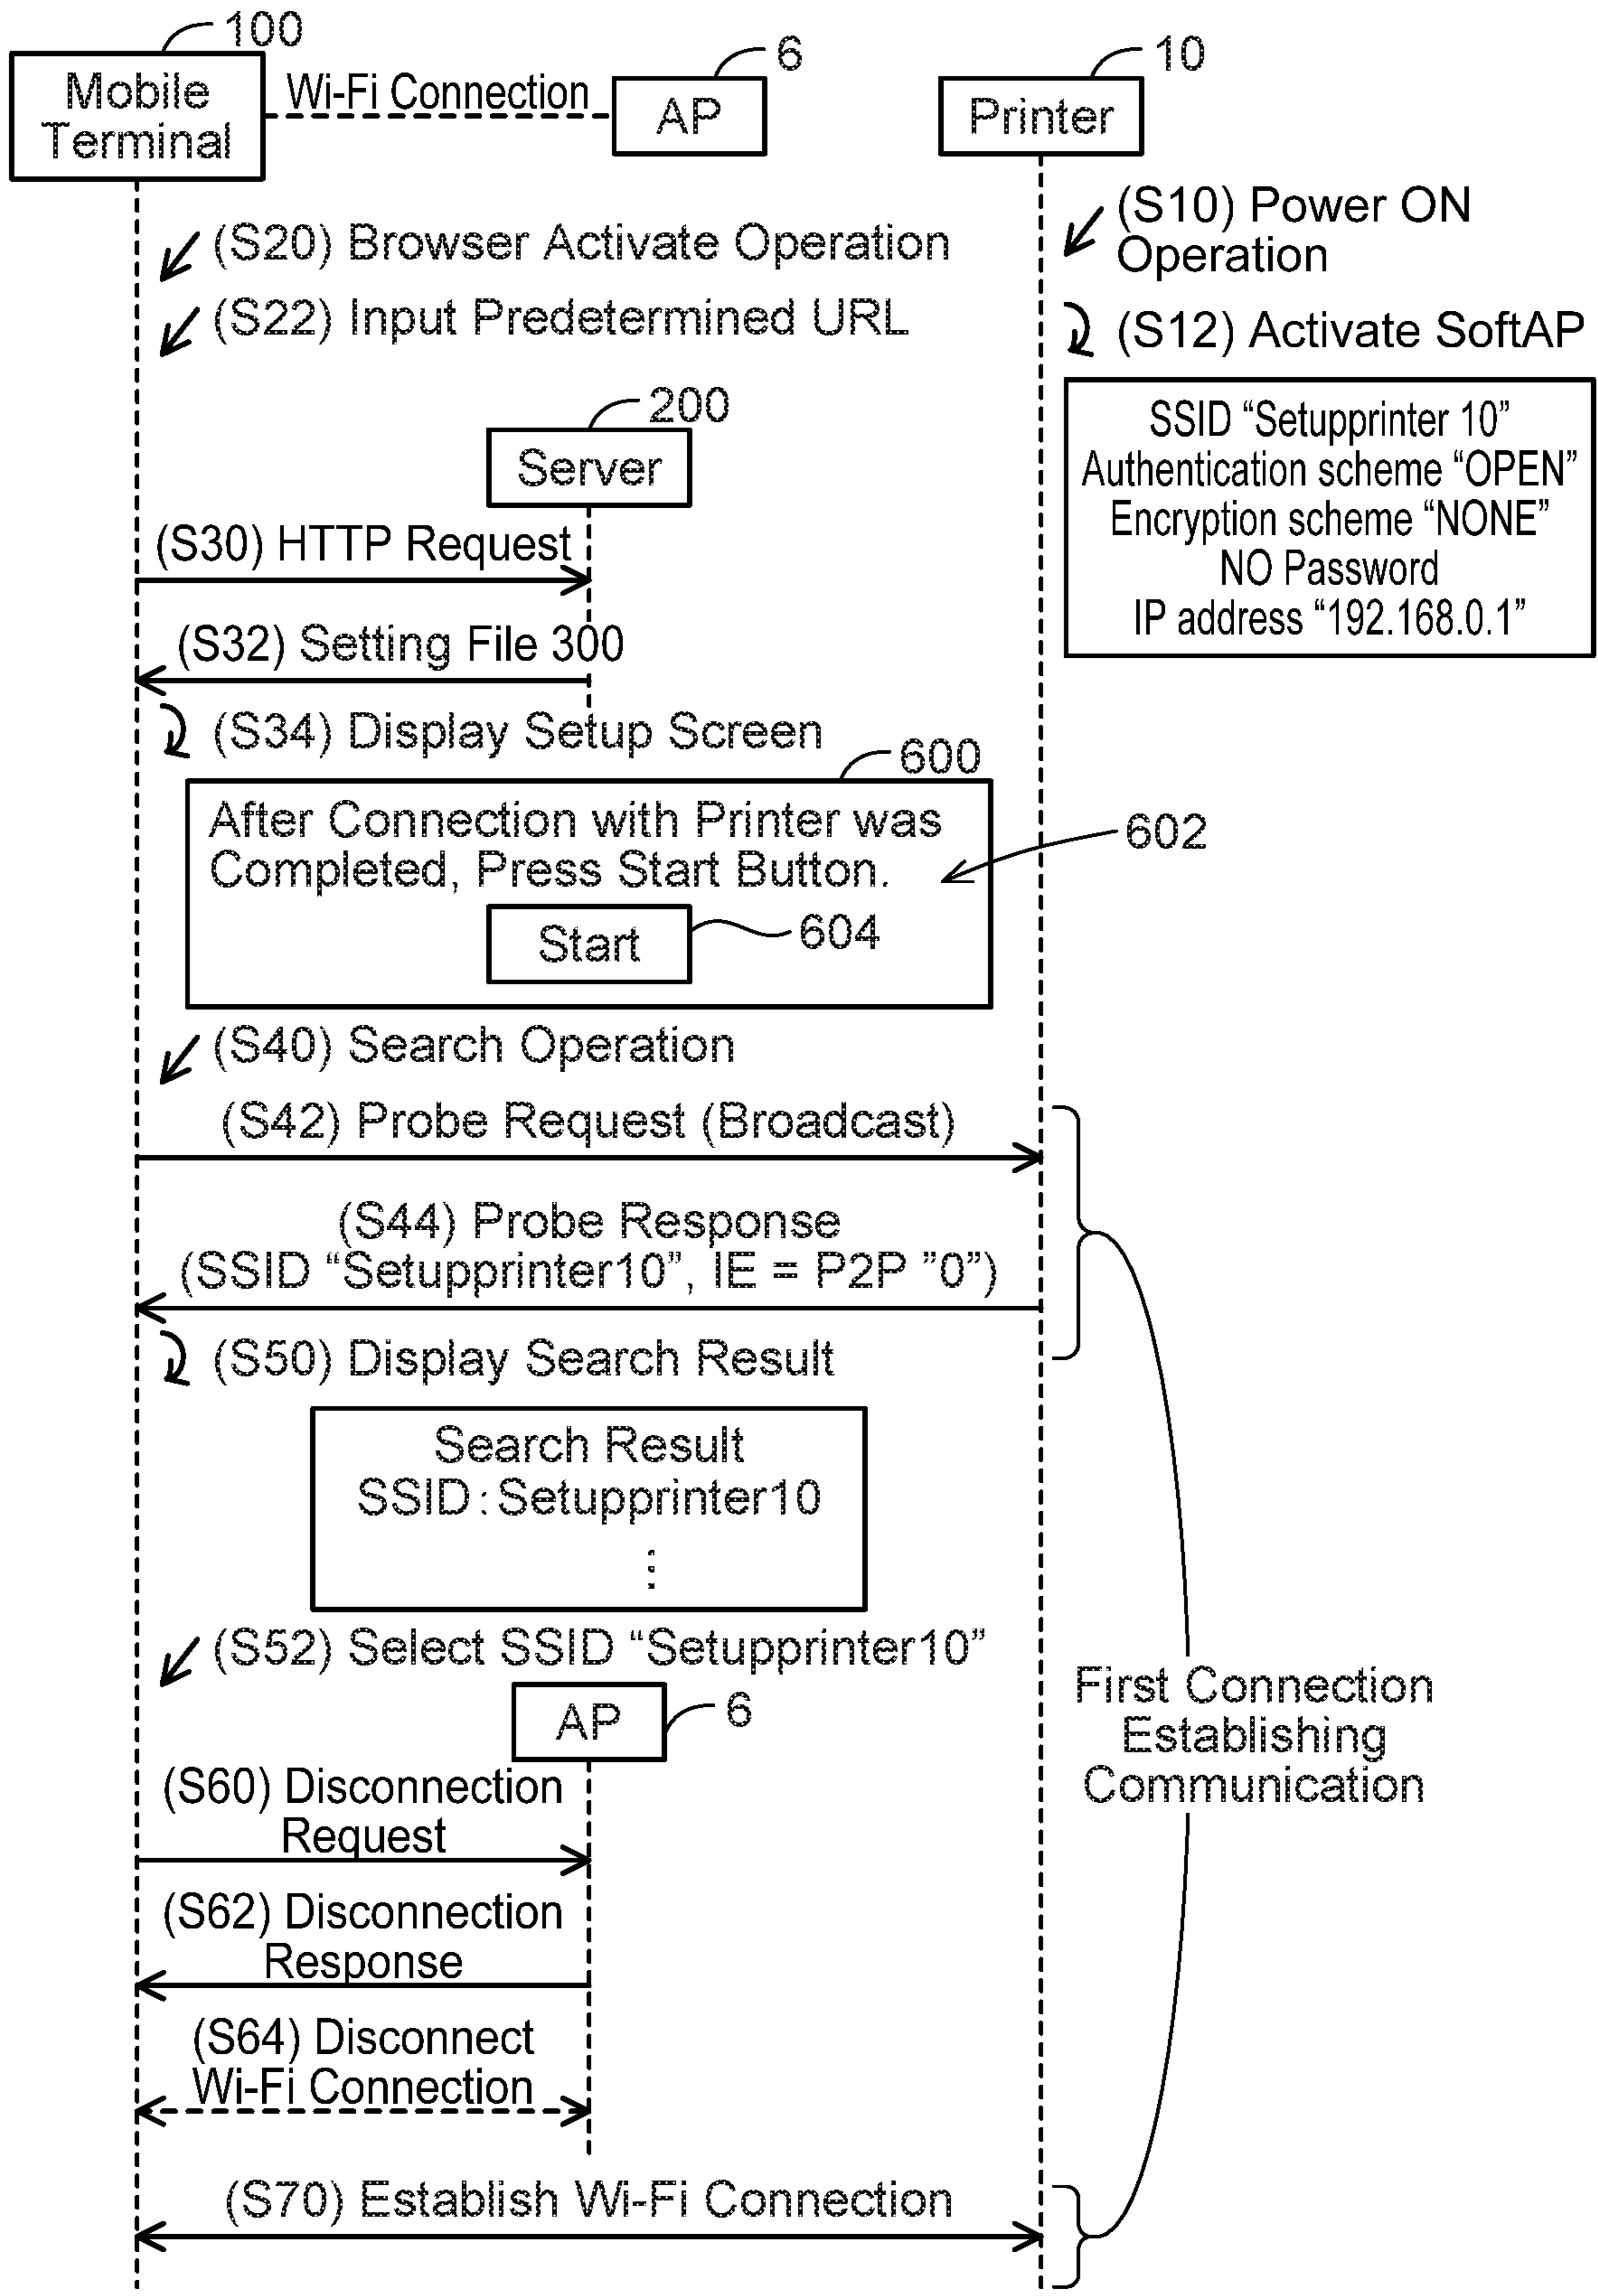 100
6
10
Mobile
Terminal
Wi-Fi Connection
AP
Printer
(S10) Power ON
Operation
(S20) Browser Activate Operation
(S22) Input Predetermined URL
(S12) Activate SoftAP
SSID “Setupprinter 10”
Authentication scheme “OPEN”
Encryption scheme “NONE”
NO Password
IP address “192.168.0.1”
200
Server
(S30) HTTP Request
(S32) Setting File 300
(S34) Display Setup Screen
600
After Connection with Printer was
Completed, Press Start Button.
602
Start
604
(S40) Search Operation
(S42) Probe Request (Broadcast)
(S44) Probe Response
(SSID “Setupprinter10”, IE = P2P ”0”)
(S50) Display Search Result
Search Result
SSID : Setupprinter10
⋮
(S52) Select SSID “Setupprinter10”
AP
6
First Connection
Establishing
Communication
(S60) Disconnection
Request
(S62) Disconnection
Response
(S64) Disconnect
Wi-Fi Connection
(S70) Establish Wi-Fi Connection